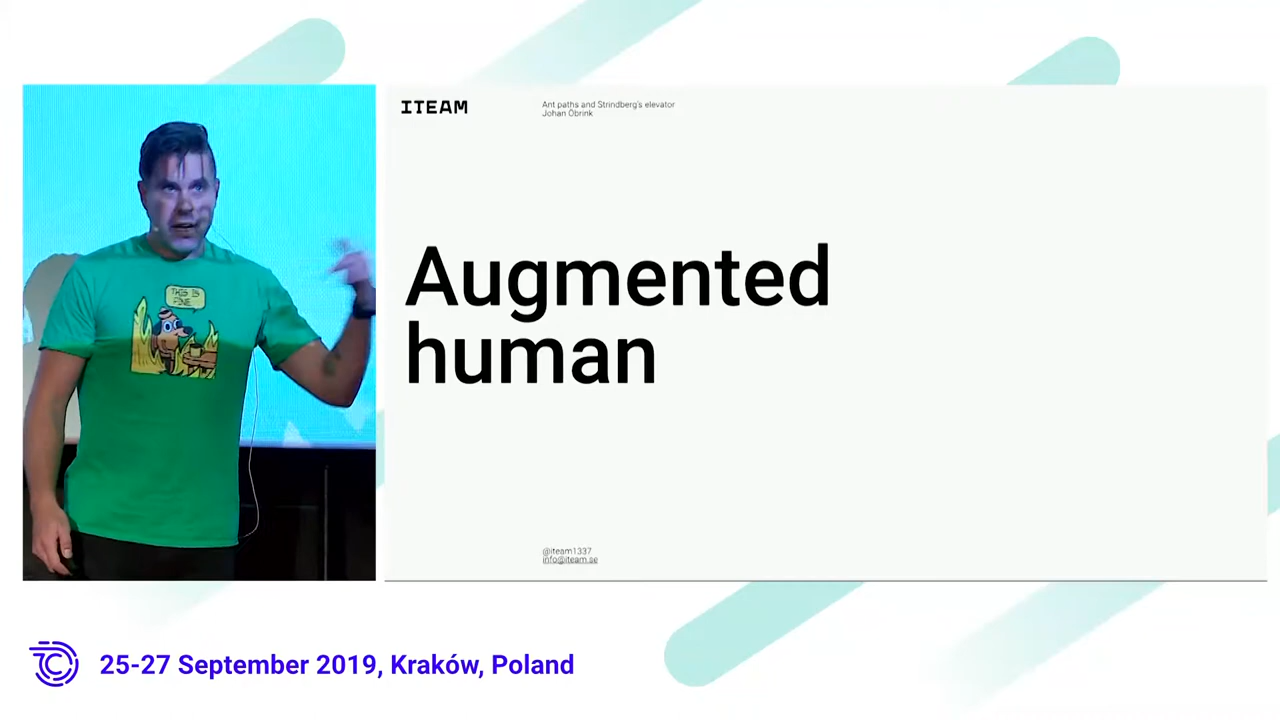 ITEAM
Ant paths and Strindberg's elevator
Johan Öbrink
THIS IS
FINE
Augmented
human
@iteam1337
info@iteam.se
25-27 September 2019, Kraków, Poland